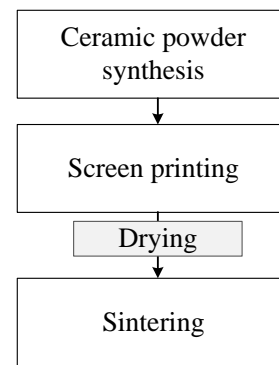 Ceramic powder
synthesis
Screen printing
Drying
Sintering